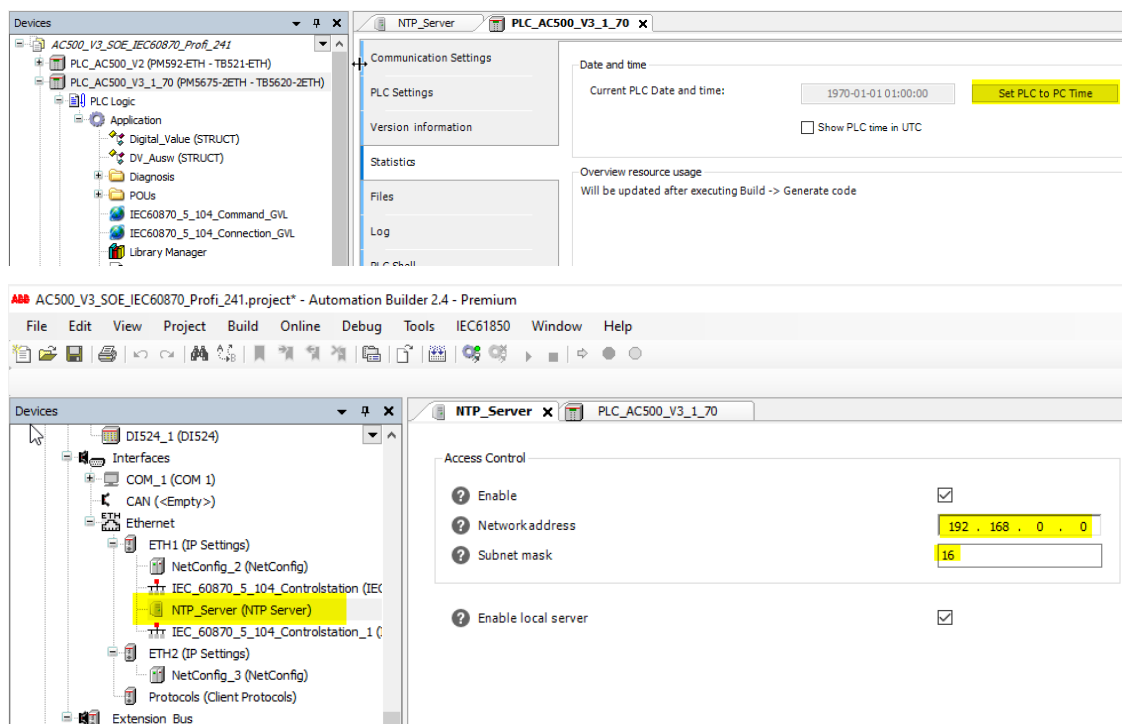 Devices
AC500_V3_SOE_IEC60870_Profi_241
PLC_AC500_V2 (PM592-ETH - TB521-ETH)
PLC_AC500_V3_1_70 (PM5675-2ETH - TB5620-2ETH)
PLC Logic
Application
Digital_Value (STRUCT)
DV_Ausw (STRUCT)
Diagnosis
POUs
IEC60870_5_104_Command_GVL
IEC60870_5_104_Connection_GVL
Library Manager
NTP_Server
PLC_AC500_V3_1_70
Communication Settings
PLC Settings
Version information
Statistics
Files
Log
PLC Shell
Date and time
Current PLC Date and time:
1970-01-01 01:00:00
Set PLC to PC Time
Show PLC time in UTC
Overview resource usage
Will be updated after executing Build -> Generate code
ABB AC500_V3_SOE_IEC60870_Profi_241.project* - Automation Builder 2.4 - Premium
File Edit View Project Build Online Debug Tools IEC61850 Window Help
Devices
DI524_1 (DI524)
Interfaces
COM_1 (COM 1)
CAN (<Empty>)
ETH Ethernet
ETH1 (IP Settings)
NetConfig_2 (NetConfig)
IEC_60870_5_104_Controlstation (IEC
NTP_Server (NTP Server)
IEC_60870_5_104_Controlstation_1 (
ETH2 (IP Settings)
NetConfig_3 (NetConfig)
Protocols (Client Protocols)
Extension Bus
NTP_Server
PLC_AC500_V3_1_70
Access Control
Enable
Network address
192 . 168 . 0 . 0
Subnet mask
16
Enable local server